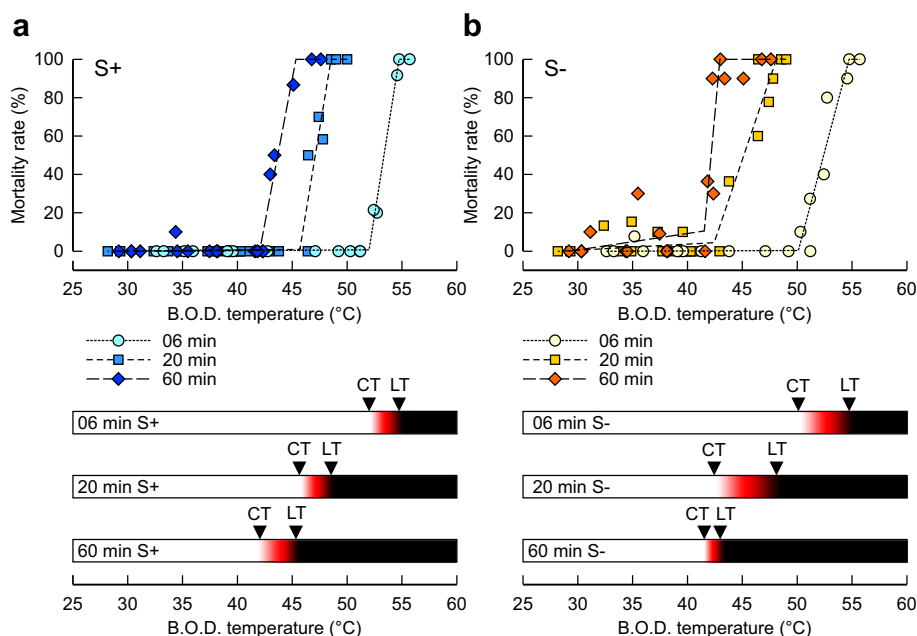 a
S+
Mortality rate (%)
100
80
60
40
20
0
25 30 35 40 45 50 55 60
B.O.D. temperature (°C)
06 min
20 min
60 min
CT LT
06 min S+
CT LT
20 min S+
CT LT
60 min S+
25 30 35 40 45 50 55 60
B.O.D. temperature (°C)
b
S-
Mortality rate (%)
100
80
60
40
20
0
25 30 35 40 45 50 55 60
B.O.D. temperature (°C)
06 min
20 min
60 min
CT LT
06 min S-
CT LT
20 min S-
CT LT
60 min S-
25 30 35 40 45 50 55 60
B.O.D. temperature (°C)